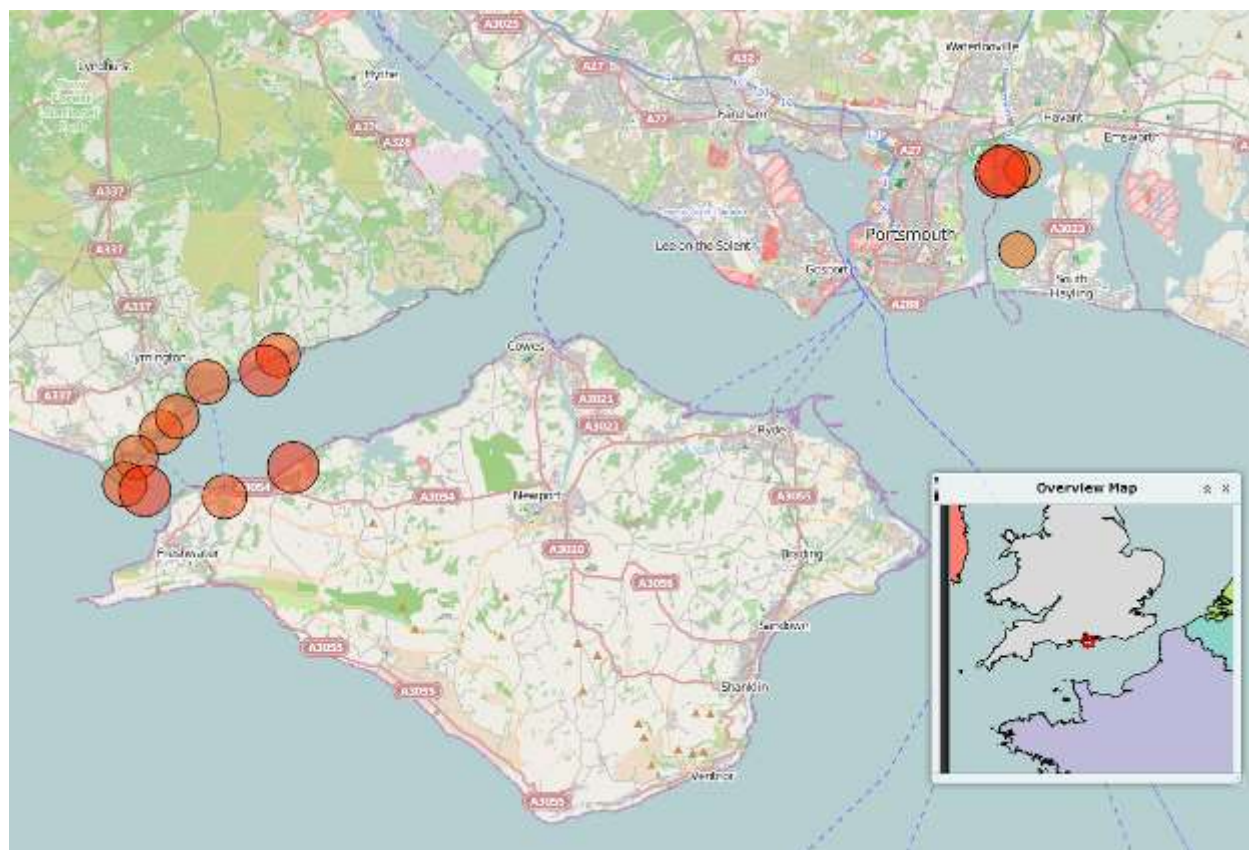 A3025
Waterlooville
Lyndhurst
Hythe
A27
A32
A27
Fareham
Havant
Emsworth
A326
A27
A337
A337
Lee on the Solent
Portsmouth
A3023
Gosport
South
Hayling
A288
A337
Lymington
A337
Cowes
A3021
Ryde
A3054
A3054
Newport
A3055
Overview Map
Freshwater
A3020
Brading
A3056
Sandown
A3055
A3055
Shanklin
Ventnor
A3055